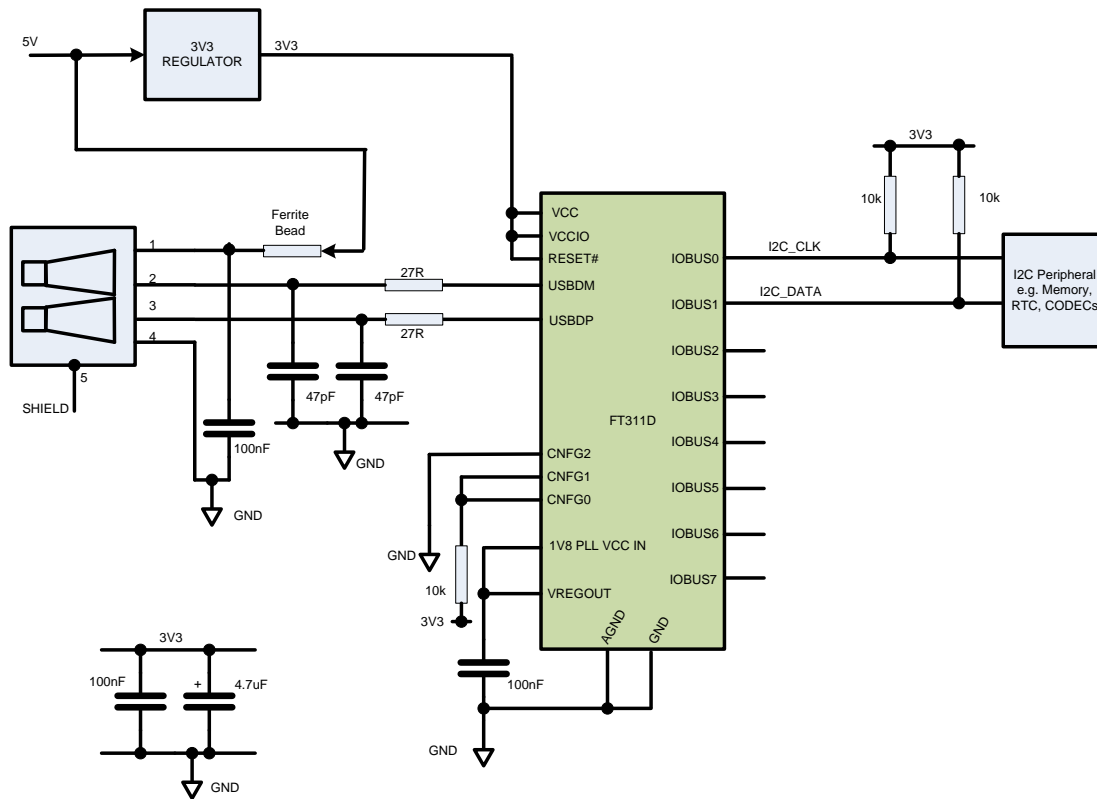 5V
3V3
REGULATOR
3V3
3V3
10k
10k
Ferrite
Bead
1
2
3
4
5
SHIELD
27R
27R
47pF
47pF
100nF
GND
GND
VCC
VCCIO
RESET#
USBDM
USBDP
CNFG2
CNFG1
CNFG0
1V8 PLL VCC IN
VREGOUT
AGND
GND
FT311D
IOBUS0
IOBUS1
IOBUS2
IOBUS3
IOBUS4
IOBUS5
IOBUS6
IOBUS7
I2C_CLK
I2C_DATA
I2C Peripheral
e.g. Memory,
RTC, CODECs
GND
10k
3V3
100nF
GND
3V3
100nF
+
4.7uF
GND